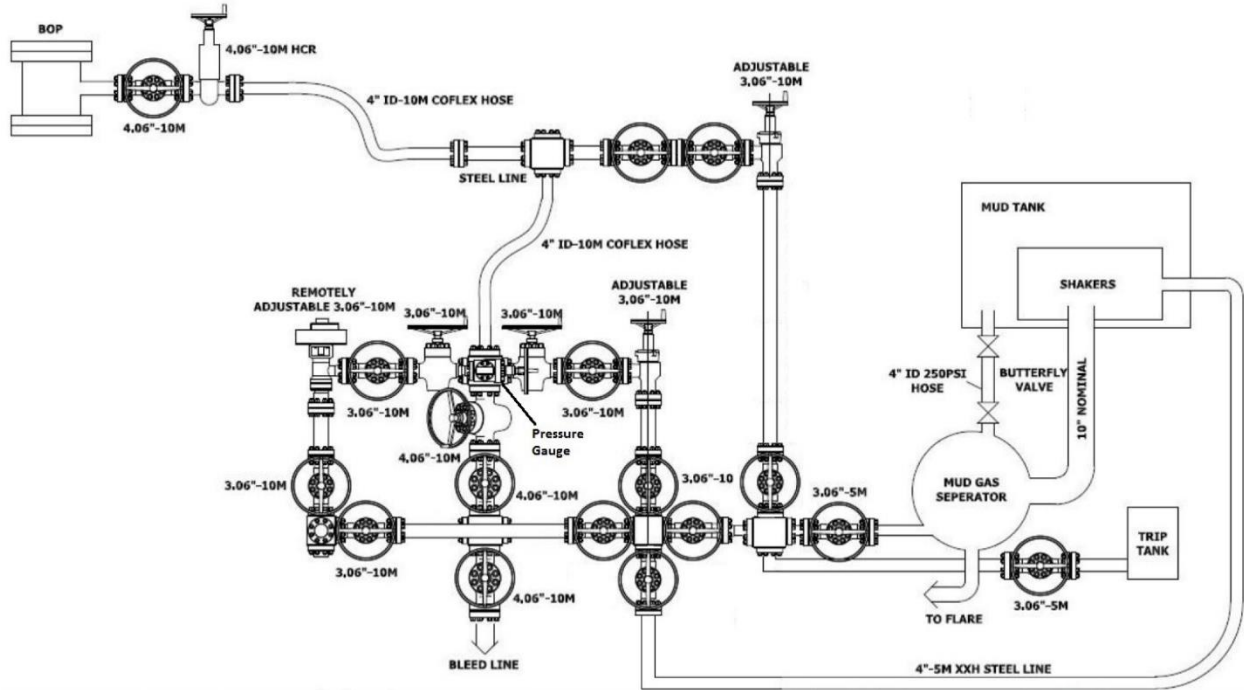 BOP
4.06"-10M HCR
4.06"-10M
4" ID-10M COFLEX HOSE
STEEL LINE
ADJUSTABLE
3.06"-10M
4" ID-10M COFLEX HOSE
MUD TANK
SHAKERS
REMOTELY
ADJUSTABLE 3.06"-10M
3.06"-10M
3.06"-10M
ADJUSTABLE
3.06"-10M
4" ID 250PSI
HOSE
BUTTERFLY
VALVE
10" NOMINAL
3.06"-10M
3.06"-10M
Pressure
Gauge
4.06"-10M
3.06"-10M
4.06"-10M
3.06"-10
3.06"-5M
MUD GAS
SEPERATOR
TRIP
TANK
3.06"-10M
4.06"-10M
3.06"-5M
TO FLARE
BLEED LINE
4"-5M XXH STEEL LINE